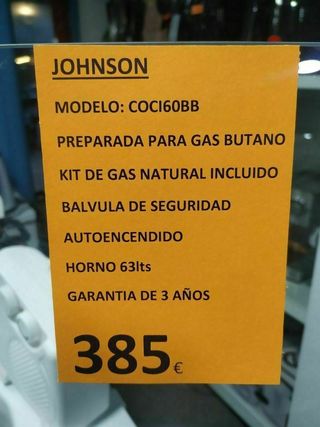 JOHNSON
MODELO: COCI60BB
PREPARADA PARA GAS BUTANO
KIT DE GAS NATURAL INCLUIDO
BALVULA DE SEGURIDAD
AUTOENCENDIDO
HORNO 63lts
GARANTIA DE 3 AÑOS
385€